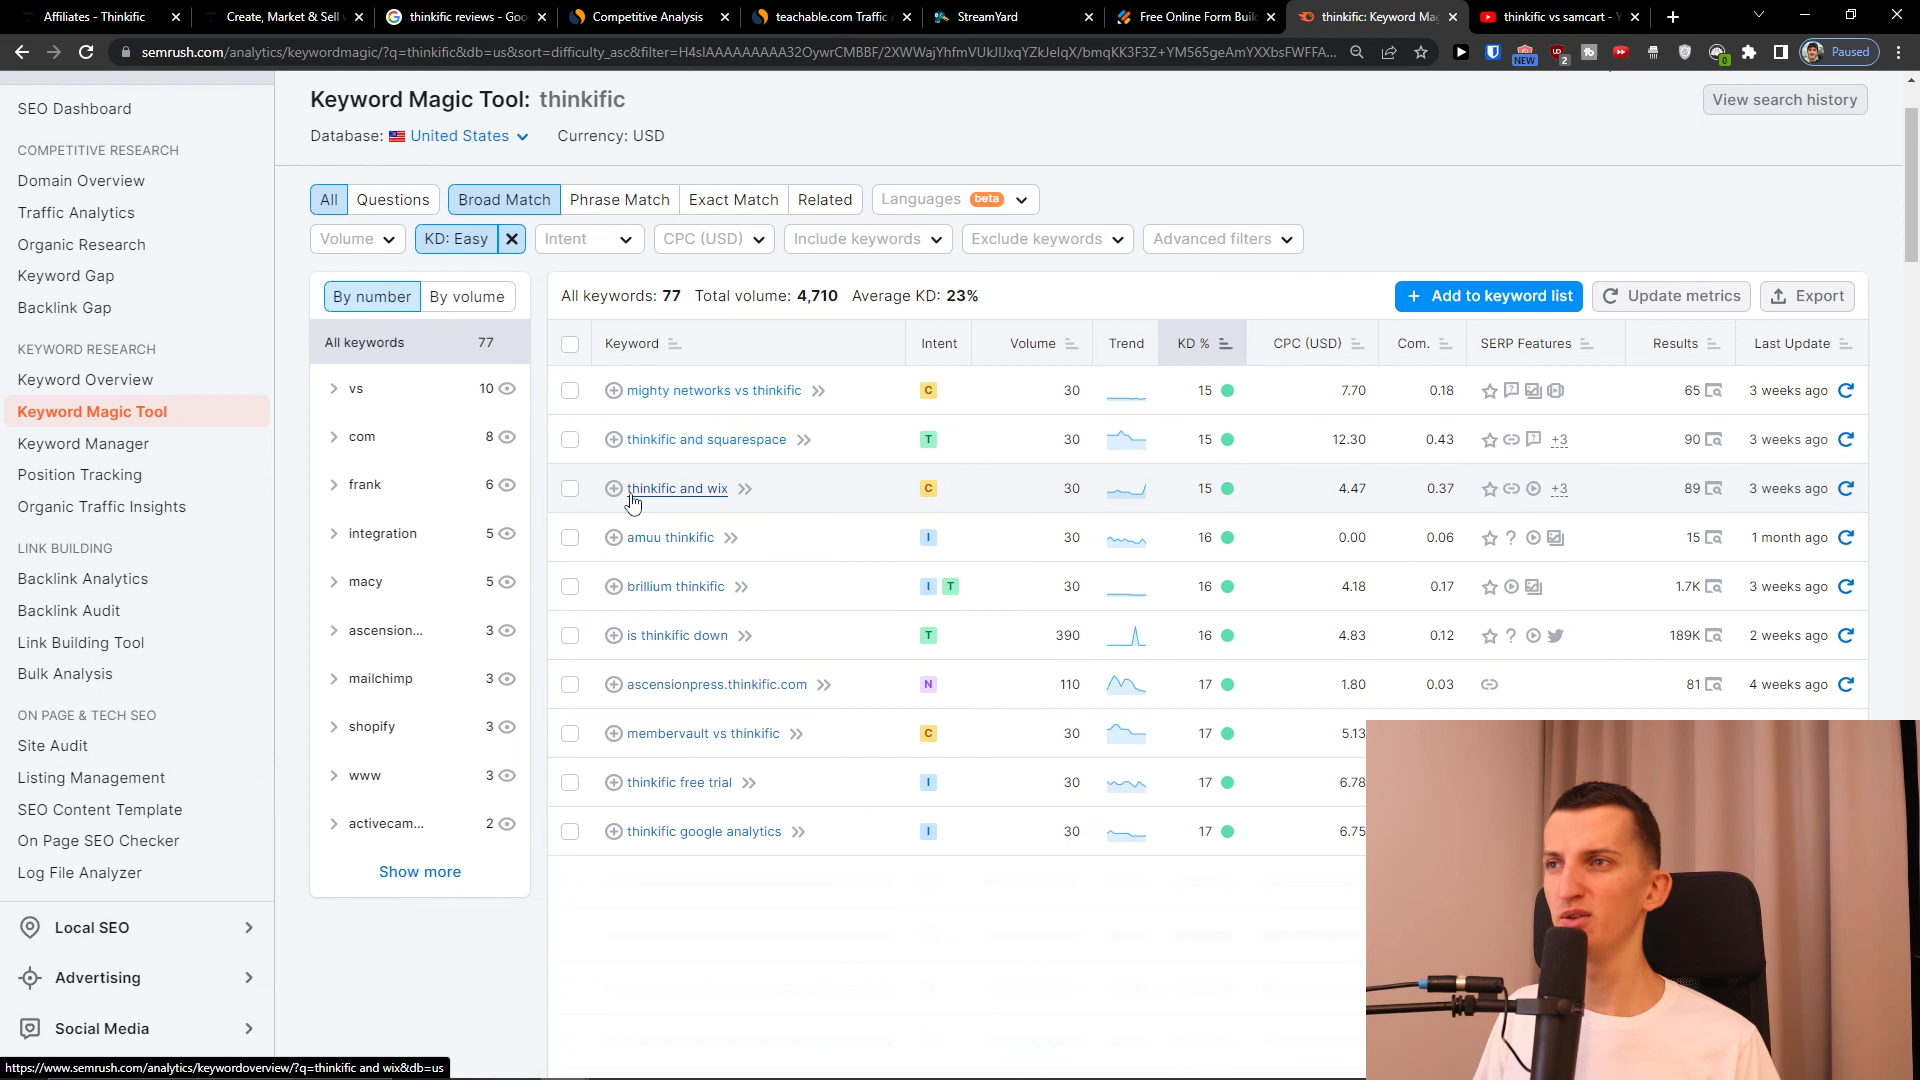 Affiliates - Thinkific
Create, Market & Sell
thinkific reviews - Goo
Competitive Analysis
teachable.com Traffic
StreamYard
Free Online Form Buil
thinkific: Keyword Ma
thinkific vs samcart - Y
semrush.com/analytics/keywordmagic/?q=thinkific&db=us&sort=difficulty_asc&filter=
NEW
2
0
Paused
SEO Dashboard
COMPETITIVE RESEARCH
Domain Overview
Traffic Analytics
Organic Research
Keyword Gap
Backlink Gap
KEYWORD RESEARCH
Keyword Overview
Keyword Magic Tool
Keyword Manager
Position Tracking
Organic Traffic Insights
LINK BUILDING
Backlink Analytics
Backlink Audit
Link Building Tool
Bulk Analysis
ON PAGE & TECH SEO
Site Audit
Listing Management
SEO Content Template
On Page SEO Checker
Log File Analyzer
Local SEO
Advertising
Social Media
Keyword Magic Tool: thinkific
View search history
Database: United States Currency: USD
All Questions Broad Match Phrase Match Exact Match Related Languages beta
Volume KD: Easy Intent CPC (USD) Include keywords Exclude keywords Advanced filters
By number By volume
All keywords 77
vs 10
com 8
frank 6
integration 5
macy 5
ascension... 3
mailchimp 3
shopify 3
www 3
activecam... 2
Show more
All keywords: 77 Total volume: 4,710 Average KD: 23%
+ Add to keyword list Update metrics Export
Keyword Intent Volume Trend KD % CPC (USD) Com. SERP Features Results Last Update
mighty networks vs thinkific C 30 15 7.70 0.18 65 3 weeks ago
thinkific and squarespace T 30 15 12.30 0.43 +3 90 3 weeks ago
thinkific and wix C 30 15 4.47 0.37 +3 89 3 weeks ago
amuu thinkific I 30 16 0.00 0.06 15 1 month ago
brillium thinkific I T 30 16 4.18 0.17 1.7K 3 weeks ago
is thinkific down T 390 16 4.83 0.12 189K 2 weeks ago
ascensionpress.thinkific.com N 110 17 1.80 0.03 81 4 weeks ago
membervault vs thinkific C 30 17 5.13
thinkific free trial I 30 17 6.78
thinkific google analytics I 30 17 6.75
https://www.semrush.com/analytics/keywordoverview/?q=thinkific and wix&db=us